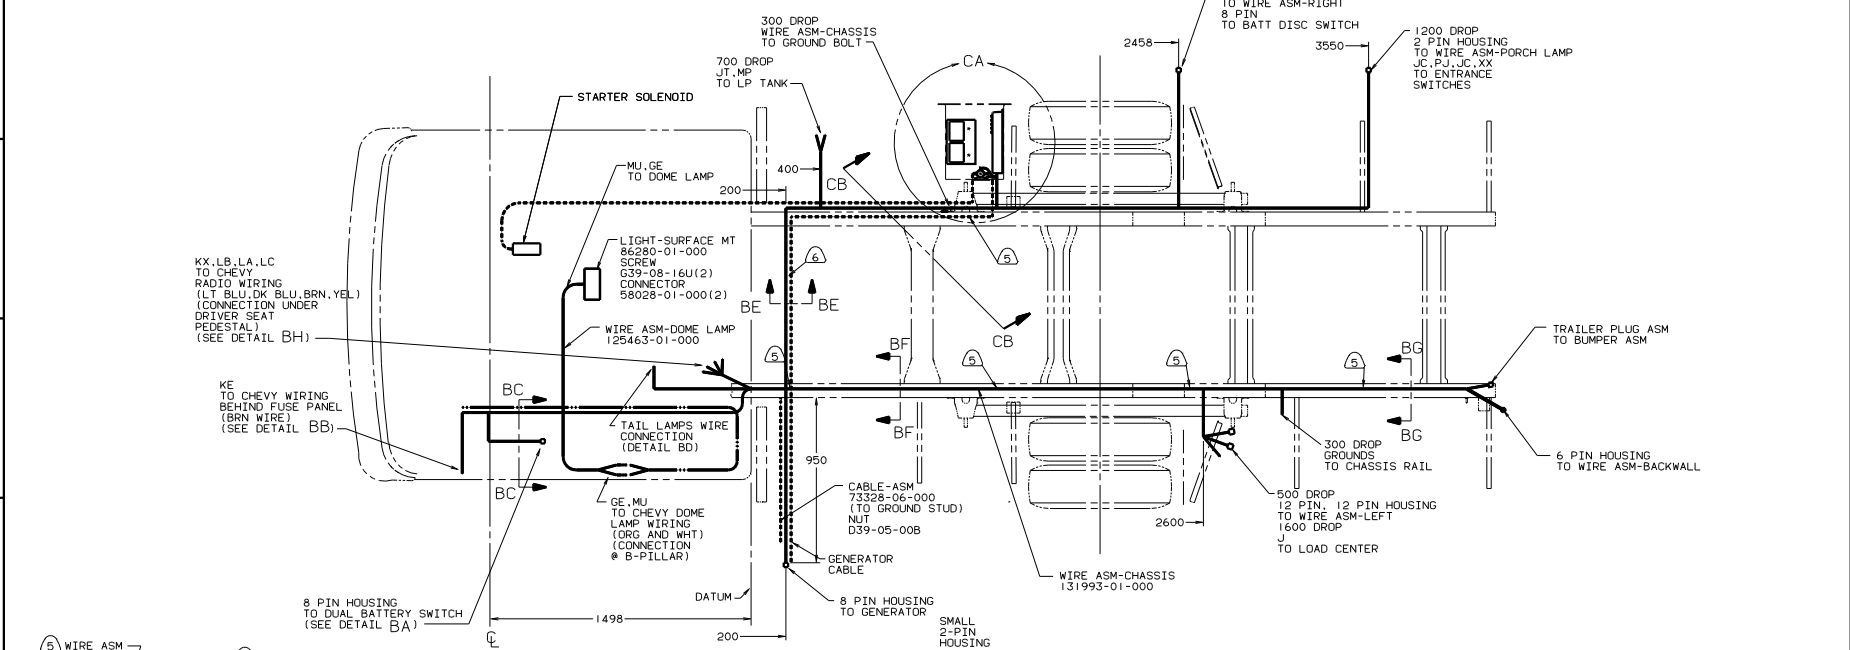 TO WIRE ASM-RIGHT
8 PIN
TO BATT DISC SWITCH
300 DROP
WIRE ASM-CHASSIS
TO GROUND BOLT
2458
3550
1200 DROP
2 PIN HOUSING
TO WIRE ASM-PORCH LAMP
JC,PJ,JC,XX
TO ENTRANCE
SWITCHES
700 DROP
JT,MP
TO LP TANK
CA
STARTER SOLENOID
MU,GE
TO DOME LAMP
400
CB
200
LIGHT-SURFACE MT
86280-01-000
SCREW
G39-08-16U(2)
CONNECTOR
58028-01-000(2)
6
5
KX,LB,LA,LC
TO CHEVY
RADIO WIRING
(LT BLU,DK BLU,BRN,YEL)
(CONNECTION UNDER
DRIVER SEAT
PEDESTAL)
(SEE DETAIL BH)
BE
BE
WIRE ASM-DOME LAMP
125463-01-000
CB
TRAILER PLUG ASM
TO BUMPER ASM
5
BF
5
5
5
BG
KE
TO CHEVY WIRING
BEHIND FUSE PANEL
(BRN WIRE)
(SEE DETAIL BB)
BC
TAIL LAMPS WIRE
CONNECTION
(DETAIL BD)
BF
BG
300 DROP
GROUNDS
TO CHASSIS RAIL
6 PIN HOUSING
TO WIRE ASM-BACKWALL
950
BC
GE,MU
TO CHEVY DOME
LAMP WIRING
(ORG AND WHT)
(CONNECTION
@ B-PILLAR)
CABLE-ASM
73328-06-000
(TO GROUND STUD)
NUT
D39-05-00B
2600
500 DROP
12 PIN, 12 PIN HOUSING
TO WIRE ASM-LEFT
1600 DROP
J
TO LOAD CENTER
GENERATOR
CABLE
WIRE ASM-CHASSIS
131993-01-000
DATUM
8 PIN HOUSING
TO GENERATOR
8 PIN HOUSING
TO DUAL BATTERY SWITCH
(SEE DETAIL BA)
1498
200
SMALL
2-PIN
HOUSING
5 WIRE ASM